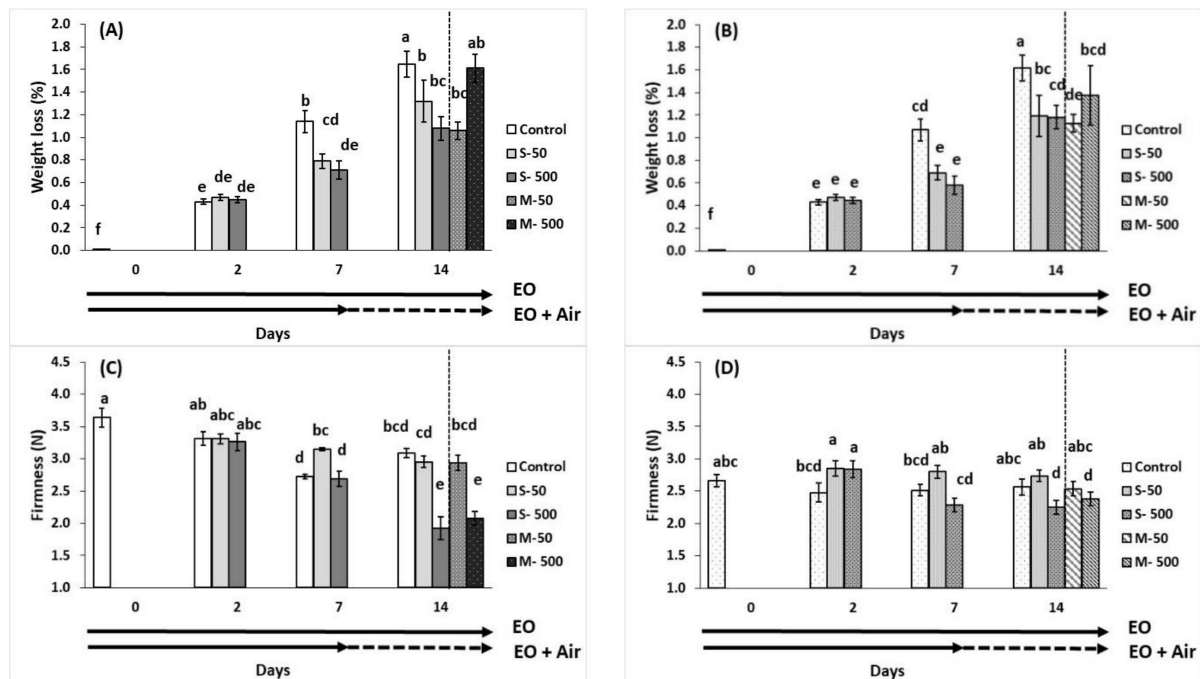 (A)
Weight loss (%)
2.0
1.8
1.6
1.4
1.2
1.0
0.8
0.6
0.4
0.2
0.0
f
e
de
de
b
cd
de
a
b
bc
bc
ab
Control
S-50
S- 500
M-50
M- 500
0 2 7 14
EO
EO + Air
Days
(B)
Weight loss (%)
2.0
1.8
1.6
1.4
1.2
1.0
0.8
0.6
0.4
0.2
0.0
f
e
e
e
cd
e
e
a
bc
cd
de
bcd
Control
S-50
S- 500
M-50
M- 500
0 2 7 14
EO
EO + Air
Days
(C)
Firmness (N)
4.5
4.0
3.5
3.0
2.5
2.0
1.5
1.0
a
ab
abc
abc
d
bc
d
bcd
cd
e
bcd
e
Control
S-50
S- 500
M-50
M- 500
0 2 7 14
EO
EO + Air
Days
(D)
Firmness (N)
4.5
4.0
3.5
3.0
2.5
2.0
1.5
1.0
abc
bcd
a
a
bcd
ab
cd
abc
ab
d
abc
d
Control
S-50
S- 500
M-50
M- 500
0 2 7 14
EO
EO + Air
Days